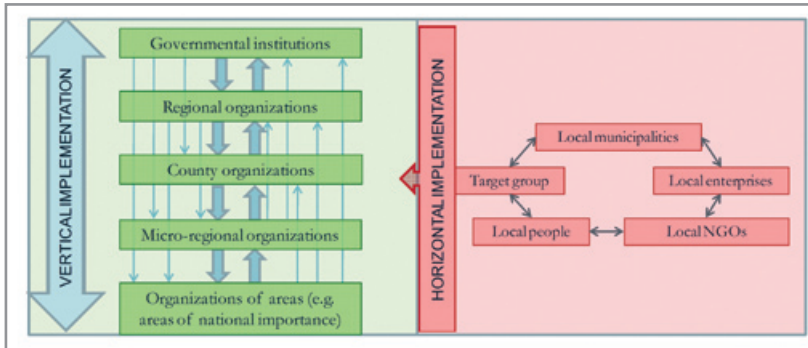 VERTICAL IMPLEMENTATION
Governmental institutions
Regional organizations
County organizations
Micro-regional organizations
Organizations of areas (e.g.
areas of national importance)
HORIZONTAL IMPLEMENTATION
Local municipalities
Target group
Local enterprises
Local people
Local NGOs